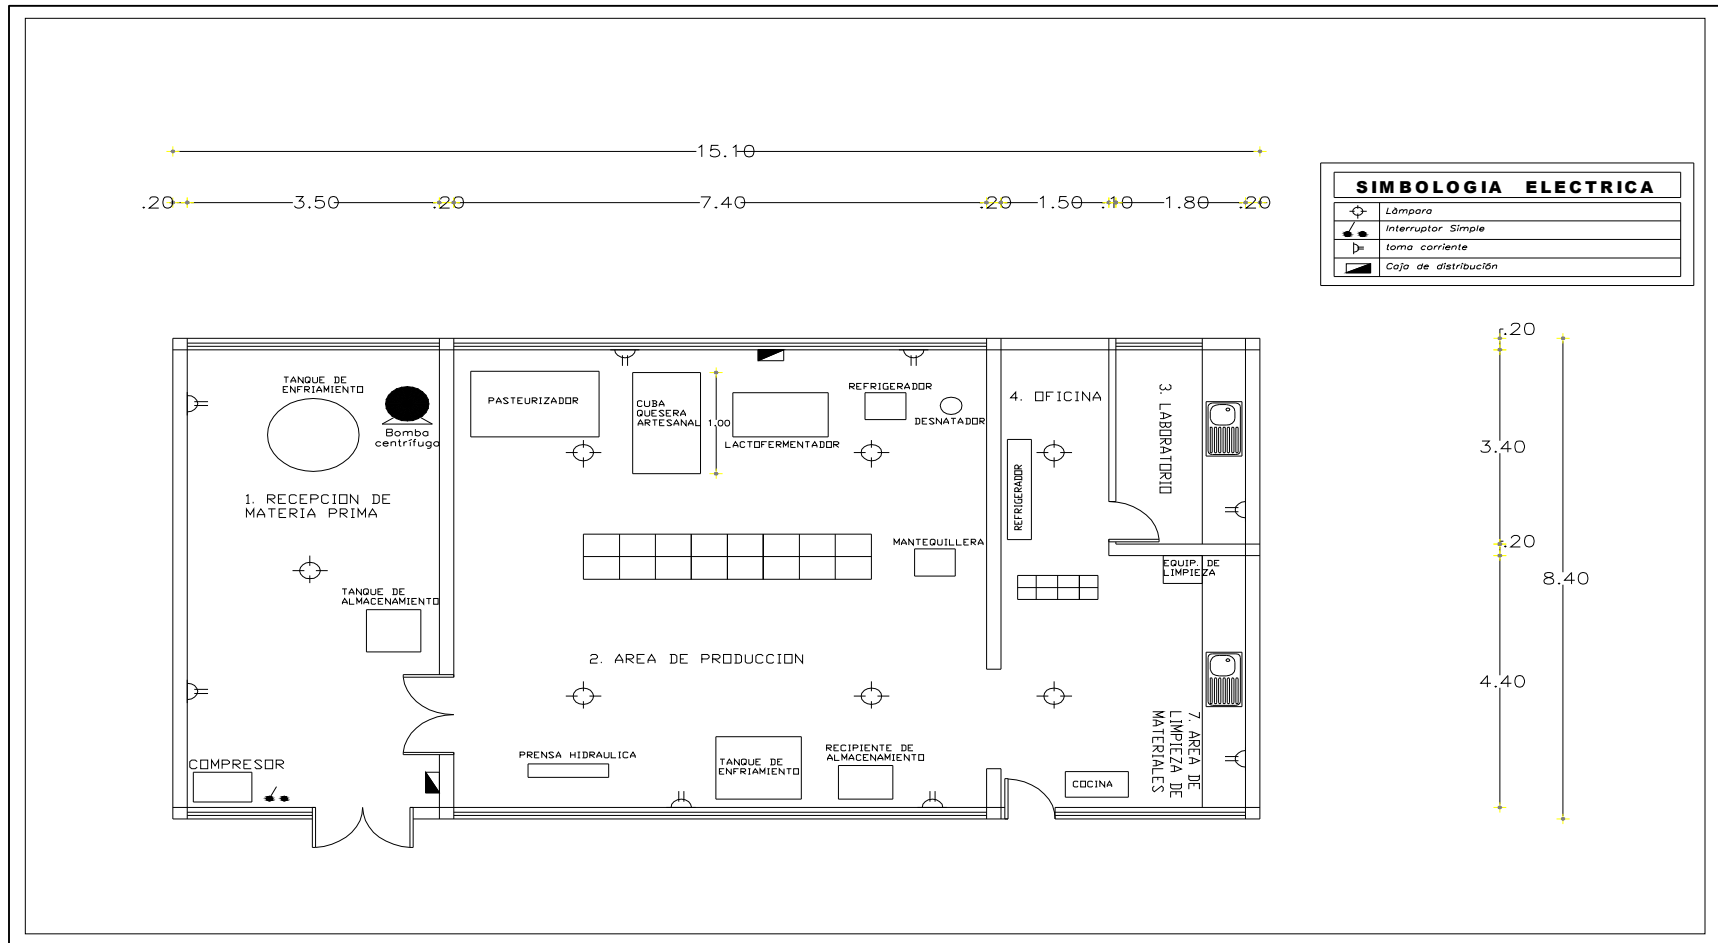 15.10
.20
3.50
.20
7.40
.20
1.50
.10
1.80
.20
SIMBOLOGIA ELECTRICA
Lámpara
Interruptor Simple
toma corriente
Caja de distribución
.20
3.40
.20
8.40
4.40
TANQUE DE
ENFRIAMIENTO
Bomba
centrífuga
1. RECEPCION DE
MATERIA PRIMA
TANQUE DE
ALMACENAMIENTO
COMPRESOR
PASTEURIZADOR
CUBA
QUESERA
ARTESANAL
1.00
LACTOFERMENTADOR
REFRIGERADOR
DESNATADOR
MANTEQUILLERA
2. AREA DE PRODUCCION
PRENSA HIDRAULICA
TANQUE DE
ENFRIAMIENTO
RECIPIENTE DE
ALMACENAMIENTO
4. OFICINA
REFRIGERADOR
3. LABORATORIO
EQUIP. DE
LIMPIEZA
COCINA
7. AREA DE
LIMPIEZA DE
MATERIALES